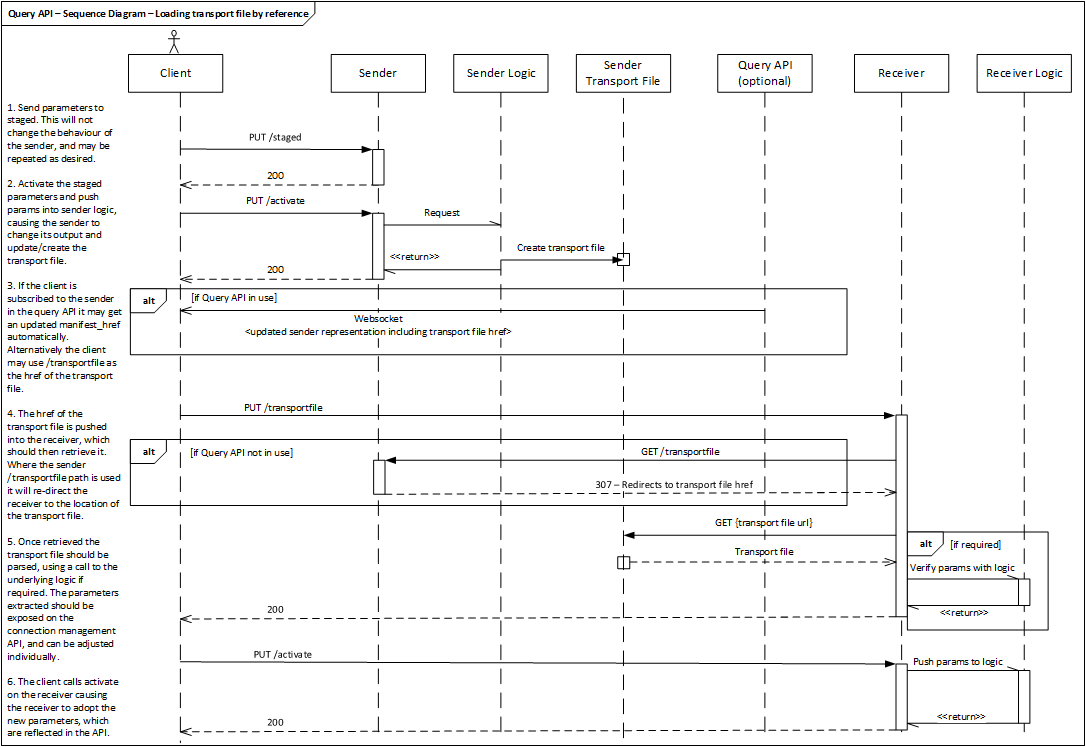 Query API – Sequence Diagram – Loading transport file by reference
Client
Sender
Sender Logic
Sender
Transport File
Query API
(optional)
Receiver
Receiver Logic
1. Send parameters to
staged. This will not
change the behaviour of
the sender, and may be
repeated as desired.
PUT /staged
200
2. Activate the staged
parameters and push
params into sender logic,
causing the sender to
change its output and
update/create the
transport file.
PUT /activate
Request
Create transport file
<<return>>
200
3. If the client is
subscribed to the sender
in the query API it may get
an updated manifest_href
automatically.
Alternatively the client
may use /transportfile as
the href of the transport
file.
alt
[if Query API in use]
Websocket
<updated sender representation including transport file href>
4. The href of the
transport file is pushed
into the receiver, which
should then retrieve it.
Where the sender
/transportfile path is used
it will re-direct the
receiver to the location of
the transport file.
PUT /transportfile
alt
[if Query API not in use]
GET /transportfile
307 – Redirects to transport file href
GET {transport file url}
Transport file
5. Once retrieved the
transport file should be
parsed, using a call to the
underlying logic if
required. The parameters
extracted should be
exposed on the
connection management
API, and can be adjusted
individually.
alt
[if required]
Verify params with logic
<<return>>
200
PUT /activate
Push params to logic
6. The client calls activate
on the receiver causing
the receiver to adopt the
new parameters, which
are reflected in the API.
<<return>>
200